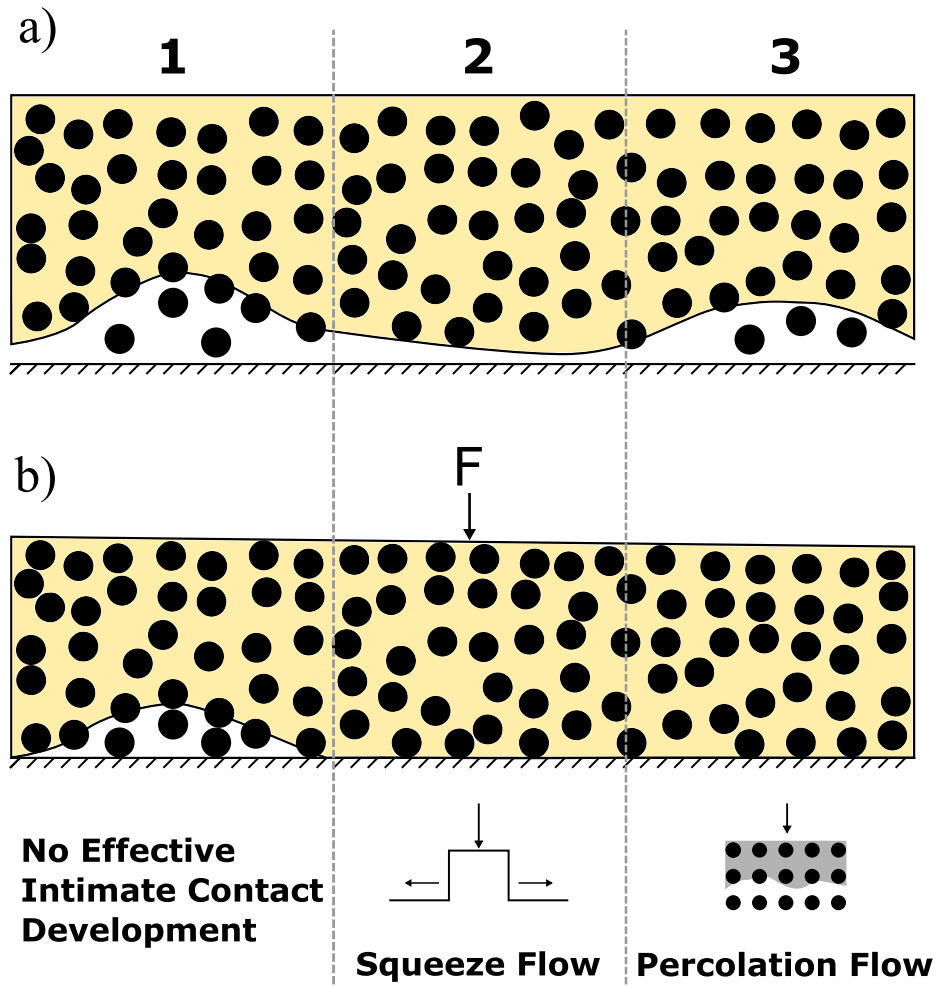 a)
1 2 3
b)
F
No Effective
Intimate Contact
Development
Squeeze Flow
Percolation Flow